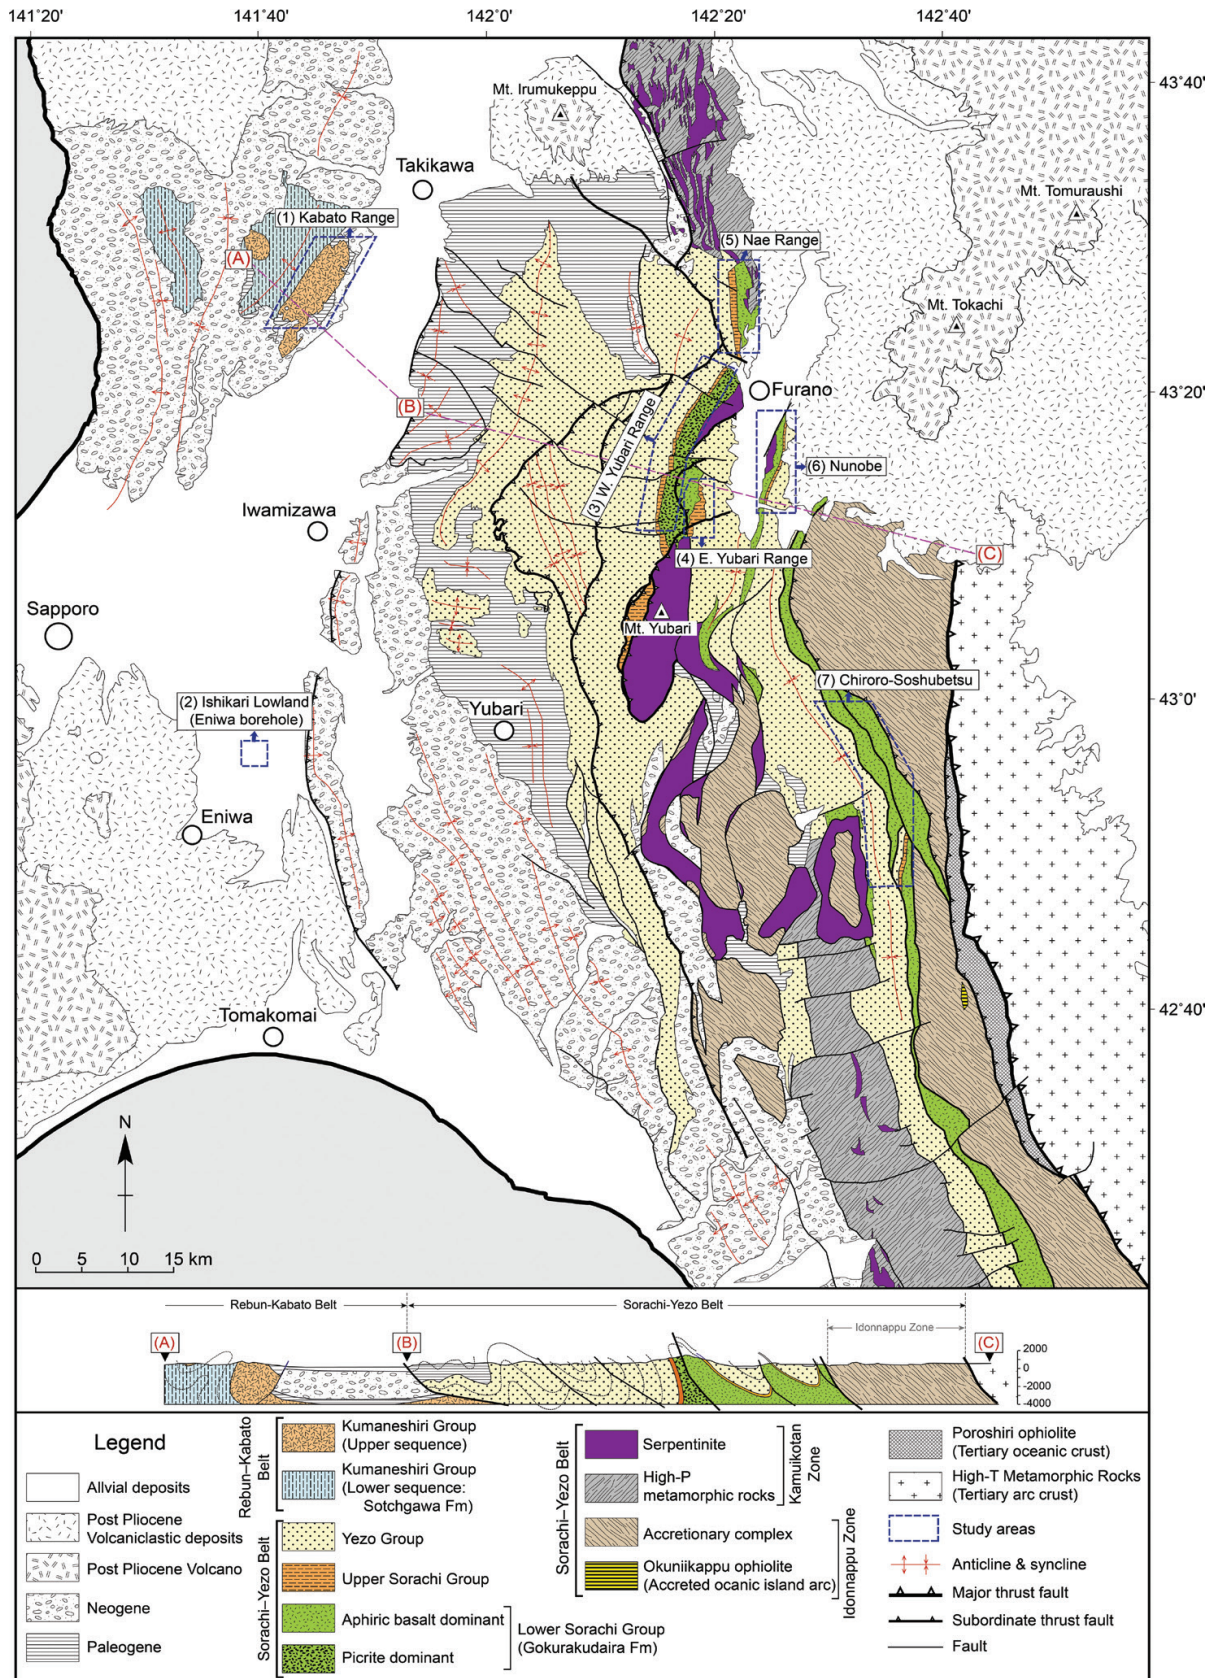 141°20'
141°40'
142°0'
142°20'
142°40'
43°40'
Mt. Irumukeppu
Takikawa
Mt. Tomuraushi
(1) Kabato Range
(5) Nae Range
(A)
Mt. Tokachi
43°20'
Furano
(B)
(3) W. Yubari Range
(6) Nunobe
Iwamizawa
(4) E. Yubari Range
(C)
Sapporo
Mt. Yubari
(7) Chiroro-Soshubetsu
43°0'
(2) Ishikari Lowland
(Eniwa borehole)
Yubari
Eniwa
42°40'
Tomakomai
N
0 5 10 15 km
Rebun-Kabato Belt
Sorachi-Yezo Belt
Idonnappu Zone
(A)
(B)
(C)
2000
0
-2000
-4000
Legend
Allvial deposits
Post Pliocene
Volcaniclastic deposits
Post Pliocene Volcano
Neogene
Paleogene
Rebun–Kabato
Belt
Kumaneshiri Group
(Upper sequence)
Kumaneshiri Group
(Lower sequence:
Sotchgawa Fm)
Sorachi–Yezo Belt
Yezo Group
Upper Sorachi Group
Aphiric basalt dominant
Picrite dominant
Lower Sorachi Group
(Gokurakudaira Fm)
Sorachi–Yezo Belt
Serpentinite
High-P
metamorphic rocks
Kamuikotan
Zone
Accretionary complex
Okuniikappu ophiolite
(Accreted ocanic island arc)
Idonnappu Zone
Poroshiri ophiolite
(Tertiary oceanic crust)
High-T Metamorphic Rocks
(Tertiary arc crust)
Study areas
Anticline & syncline
Major thrust fault
Subordinate thrust fault
Fault